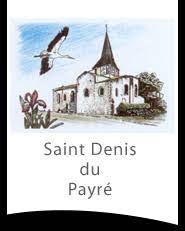 Saint Denis
du
Payré